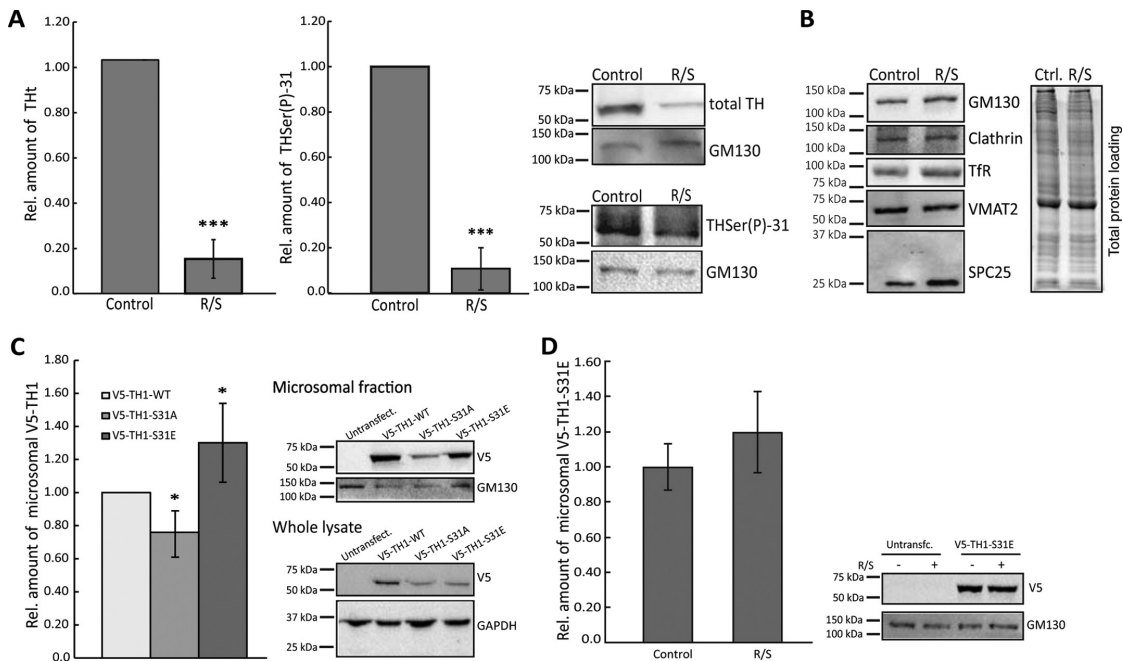 A
Rel. amount of THt
1.20
1.00
0.80
0.60
0.40
0.20
0.0
***
Control R/S
Rel. amount of THSer(P)-31
1.20
1.00
0.80
0.60
0.40
0.20
0.0
***
Control R/S
Control R/S
75 kDa
50 kDa
total TH
150 kDa
100 kDa
GM130
Control R/S
75 kDa
50 kDa
THSer(P)-31
150 kDa
100 kDa
GM130
B
Control R/S
150 kDa
100 kDa
GM130
150 kDa
100 kDa
Clathrin
100 kDa
75 kDa
TfR
75 kDa
50 kDa
VMAT2
37 kDa
25 kDa
SPC25
Ctrl. R/S
Total protein loading
C
Rel. amount of microsomal V5-TH1
1.80
1.60
1.40
1.20
1.00
0.80
0.60
0.40
0.20
0.0
V5-TH1-WT
V5-TH1-S31A
V5-TH1-S31E
*
*
Microsomal fraction
Untransfect.
V5-TH1-WT
V5-TH1-S31A
V5-TH1-S31E
75 kDa
50 kDa
V5
150 kDa
100 kDa
GM130
Whole lysate
Untransfect.
V5-TH1-WT
V5-TH1-S31A
V5-TH1-S31E
75 kDa
50 kDa
V5
37 kDa
25 kDa
GAPDH
D
Rel. amount of microsomal V5-TH1-S31E
1.60
1.40
1.20
1.00
0.80
0.60
0.40
0.20
0.0
Control R/S
Untransfc. V5-TH1-S31E
R/S - + - +
75 kDa
50 kDa
V5
150 kDa
100 kDa
GM130